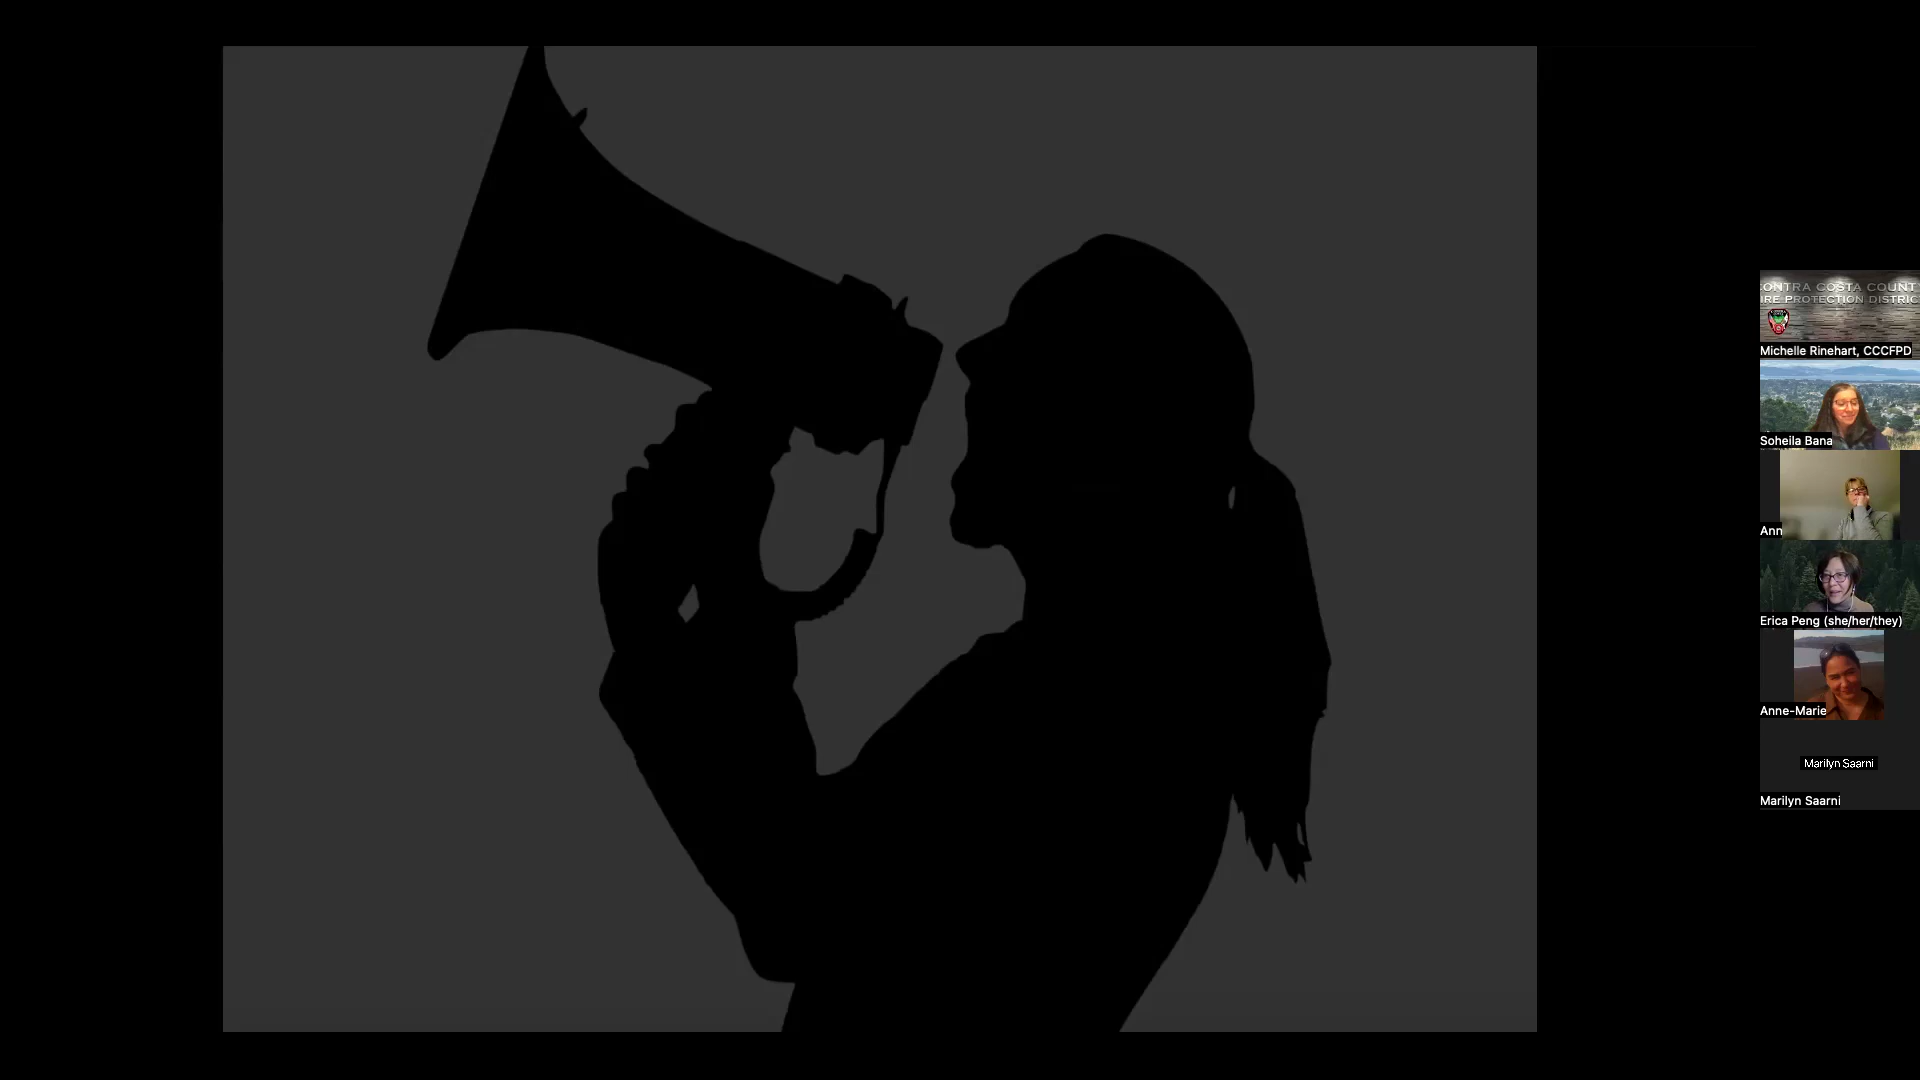 ONTRA COSTA COUNT
IRE PROTECTION DISTRIC
Michelle Rinehart, CCCFPD
Soheila Bana
Ann
Erica Peng (she/her/they)
Anne-Marie
Marilyn Saarni
Marilyn Saarni